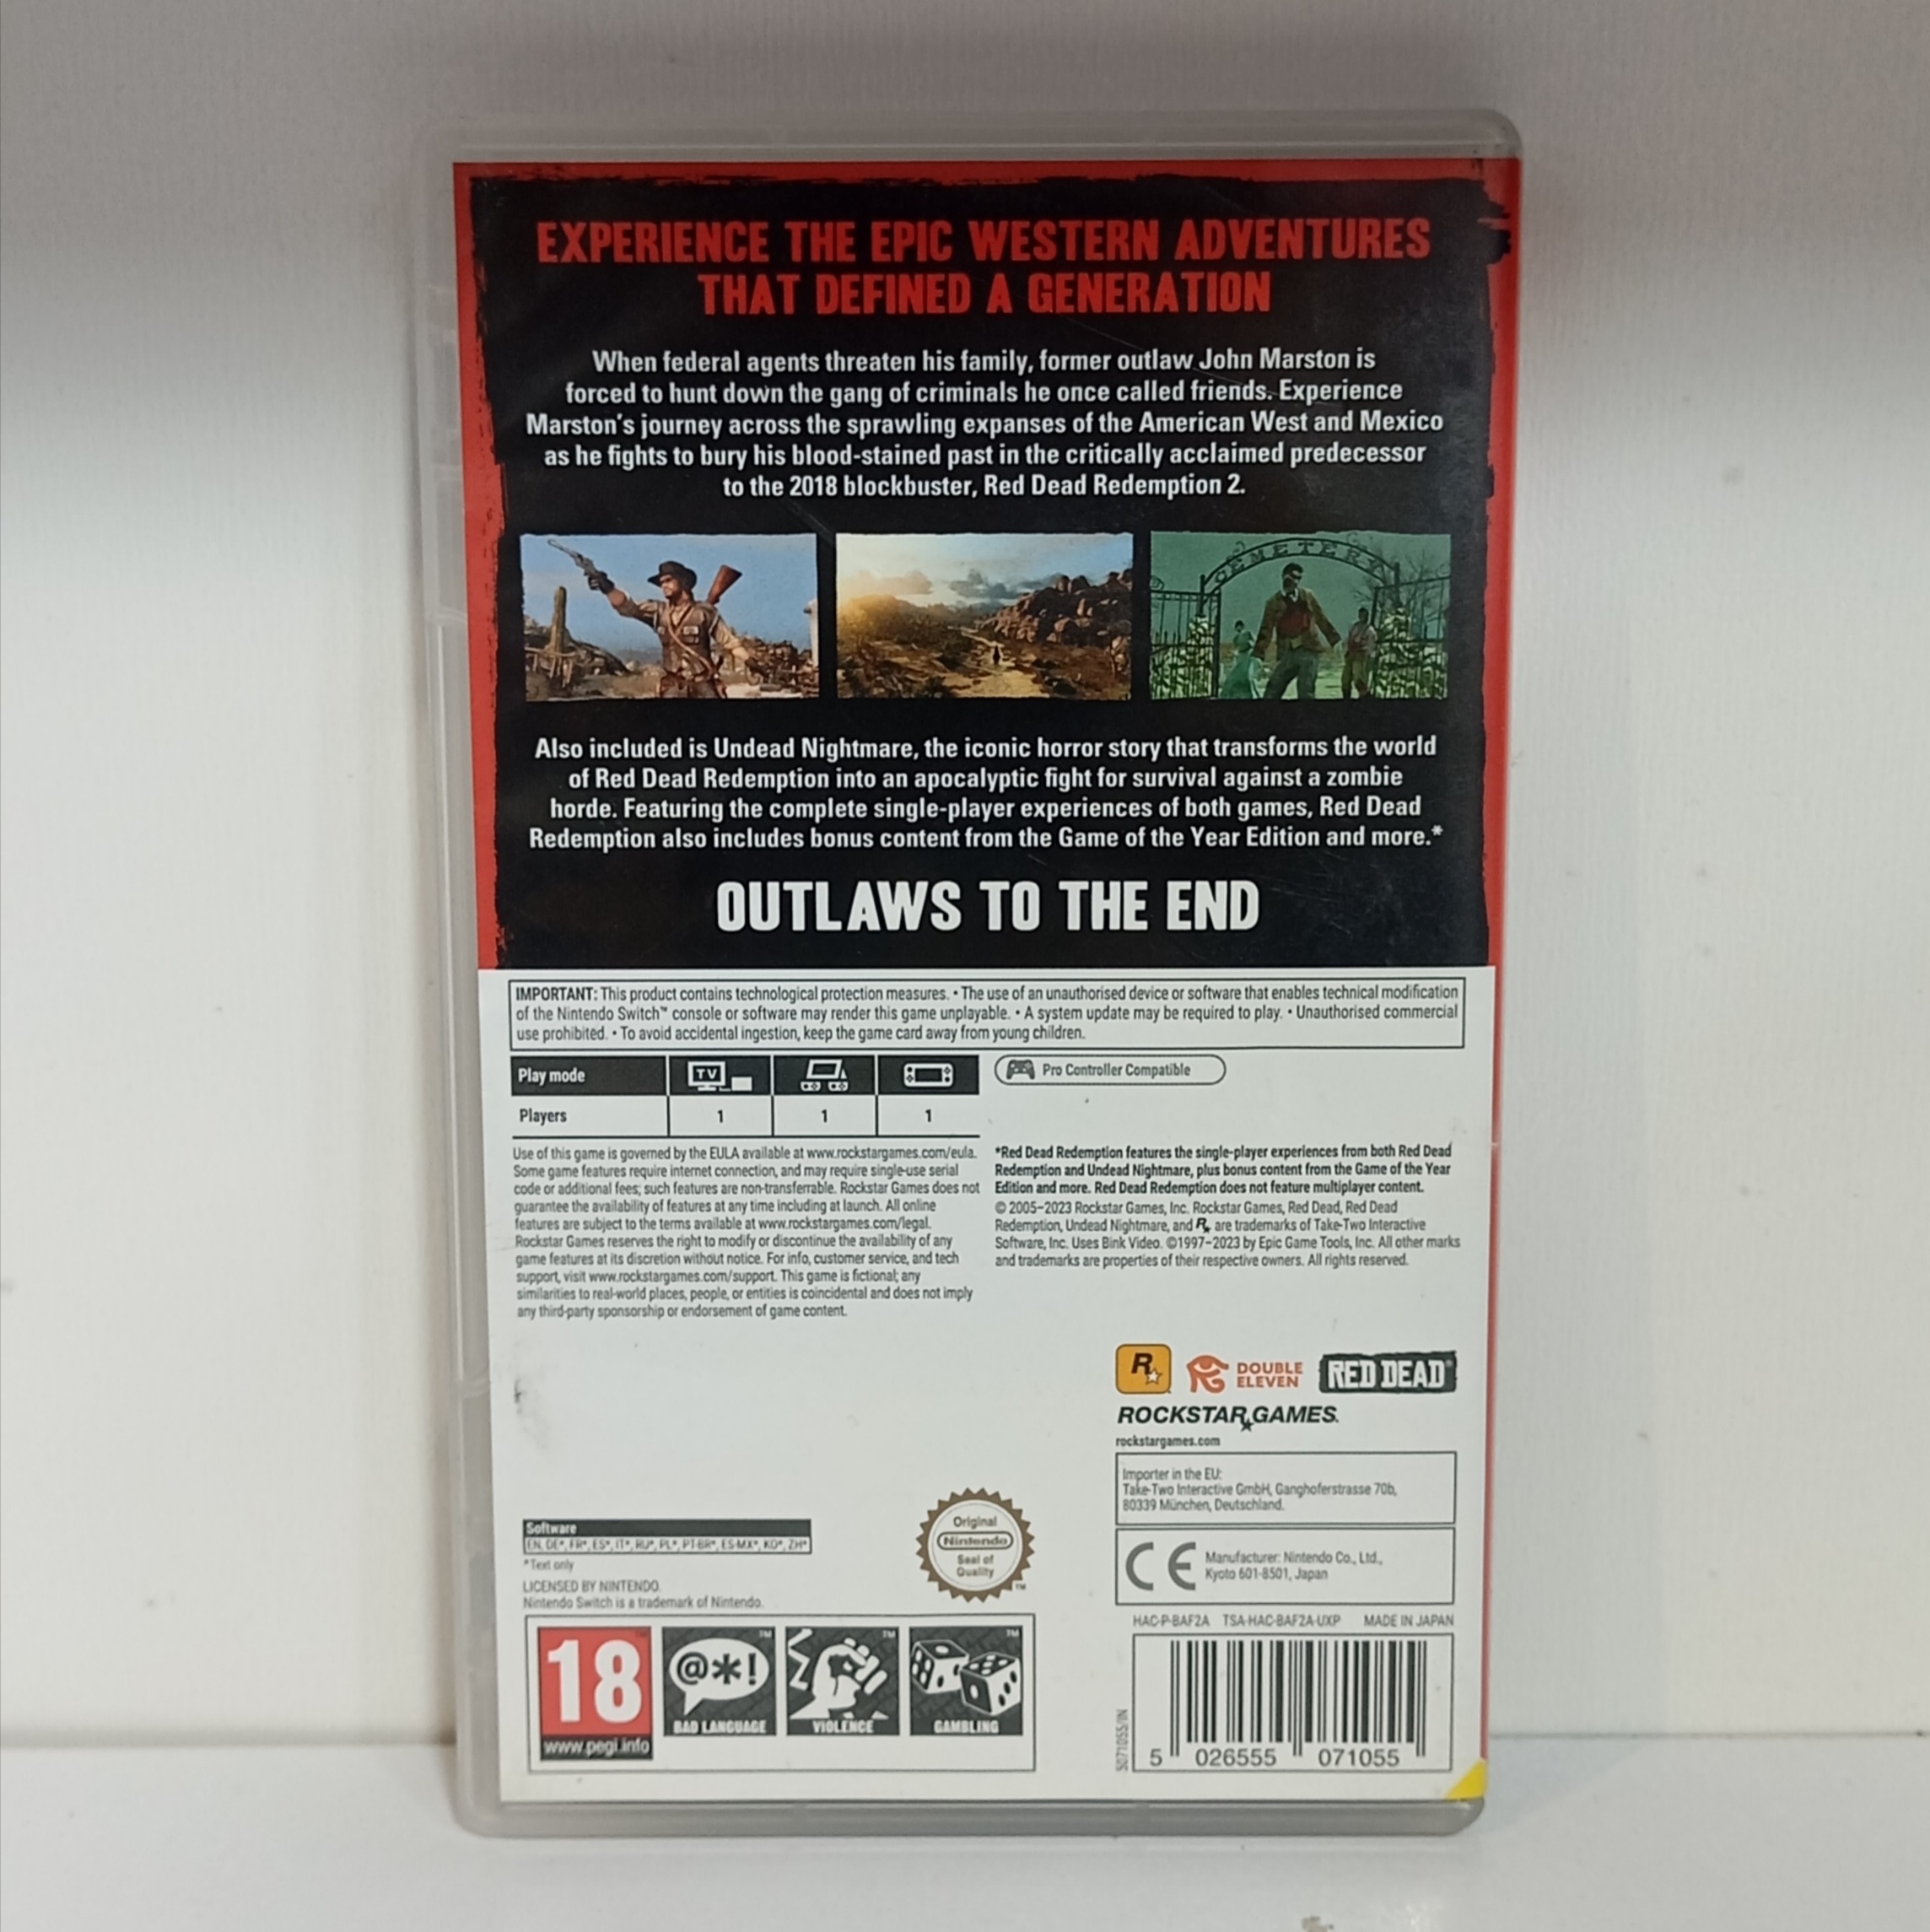 EXPERIENCE THE EPIC WESTERN ADVENTURES
THAT DEFINED A GENERATION
When federal agents threaten his family, former outlaw John Marston is
forced to hunt down the gang of criminals he once called friends. Experience
Marston's journey across the sprawling expanses of the American West and Mexico
as he fights to bury his blood-stained past in the critically acclaimed predecessor
to the 2018 blockbuster, Red Dead Redemption 2.
CEMETERY
Also included is Undead Nightmare, the iconic horror story that transforms the world
of Red Dead Redemption into an apocalyptic fight for survival against a zombie
horde. Featuring the complete single-player experiences of both games, Red Dead
Redemption also includes bonus content from the Game of the Year Edition and more.*
OUTLAWS TO THE END
IMPORTANT: This product contains technological protection measures. • The use of an unauthorised device or software that enables technical modification
of the Nintendo Switch™ console or software may render this game unplayable. • A system update may be required to play. • Unauthorised commercial
use prohibited. • To avoid accidental ingestion, keep the game card away from young children.
Play mode TV
Players 1 1 1
Pro Controller Compatible
Use of this game is governed by the EULA available at www.rockstargames.com/eula.
Some game features require internet connection, and may require single-use serial
code or additional fees; such features are non-transferrable. Rockstar Games does not
guarantee the availability of features at any time including at launch. All online
features are subject to the terms available at www.rockstargames.com/legal.
Rockstar Games reserves the right to modify or discontinue the availability of any
game features at its discretion without notice. For info, customer service, and tech
support, visit www.rockstargames.com/support. This game is fictional; any
similarities to real-world places, people, or entities is coincidental and does not imply
any third-party sponsorship or endorsement of game content.
*Red Dead Redemption features the single-player experiences from both Red Dead
Redemption and Undead Nightmare, plus bonus content from the Game of the Year
Edition and more. Red Dead Redemption does not feature multiplayer content.
© 2005-2023 Rockstar Games, Inc. Rockstar Games, Red Dead, Red Dead
Redemption, Undead Nightmare, and R★ are trademarks of Take-Two Interactive
Software, Inc. Uses Bink Video. ©1997-2023 by Epic Game Tools, Inc. All other marks
and trademarks are properties of their respective owners. All rights reserved.
R★
DOUBLE
ELEVEN
RED DEAD
ROCKSTAR★GAMES.
rockstargames.com
Importer in the EU:
Take-Two Interactive GmbH, Ganghoferstrasse 70b,
80339 München, Deutschland.
CE
Manufacturer: Nintendo Co., Ltd.,
Kyoto 601-8501, Japan
Software
EN, DE*, FR*, ES*, IT*, RU*, PL*, PT-BR*, ES-MX*, KO*, ZH*
*Text only
LICENSED BY NINTENDO.
Nintendo Switch is a trademark of Nintendo.
Original
Nintendo
Seal of
Quality
TM
HAC-P-BAF2A TSA-HAC-BAF2A-UXP MADE IN JAPAN
18
www.pegi.info
@*!
BAD LANGUAGE
VIOLENCE
GAMBLING
S071055/IN
5 026555 071055